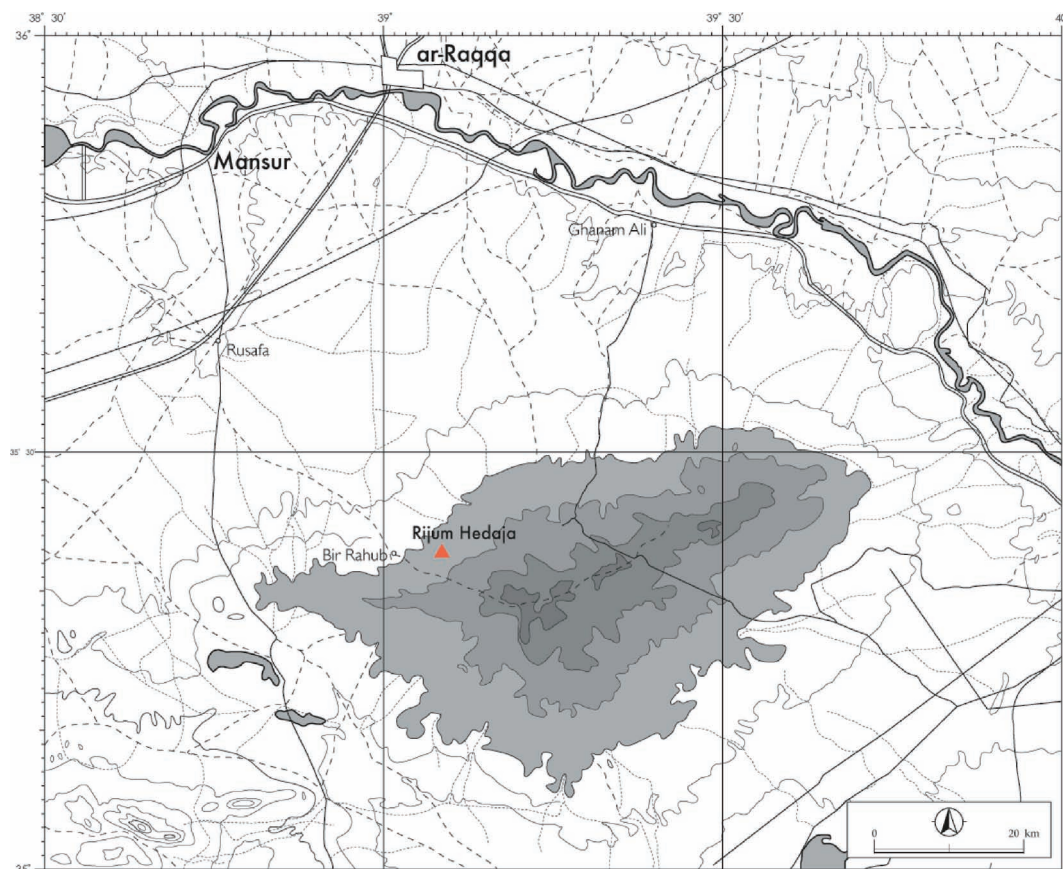 38° 30'
39°
39° 30'
40
36°
ar-Raqqa
Mansur
Ghanam Ali
Rusafa
35° 30'
Rijum Hedaja
Bir Rahub
0 20 km
35°